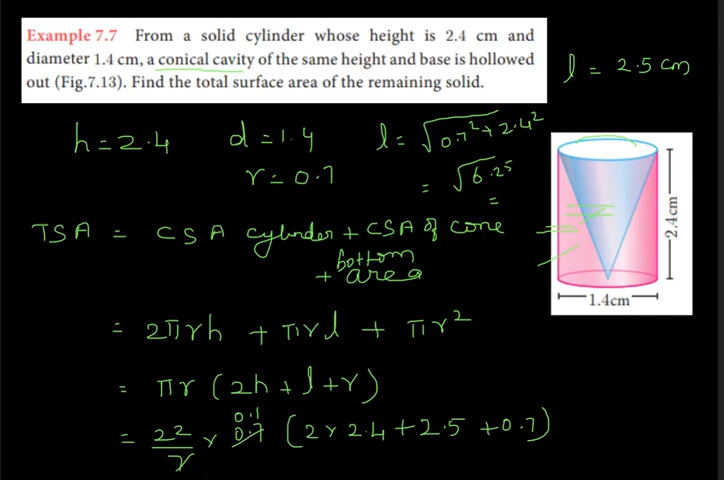 Example 7.7 From a solid cylinder whose height is 2.4 cm and
diameter 1.4 cm, a conical cavity of the same height and base is hollowed
out (Fig.7.13). Find the total surface area of the remaining solid.
l = 2.5 cm
h = 2.4 d = 1.4 l = √0.7² + 2.4²
r = 0.7 = √6.25
=
TSA = CSA cylinder + CSA of cone
+ bottom area
= 2πrh + πrl + πr²
= πr (2h + l + r)
0.1
= 22/7 × 0.7 (2 × 2.4 + 2.5 + 0.7)
2.4cm
1.4cm